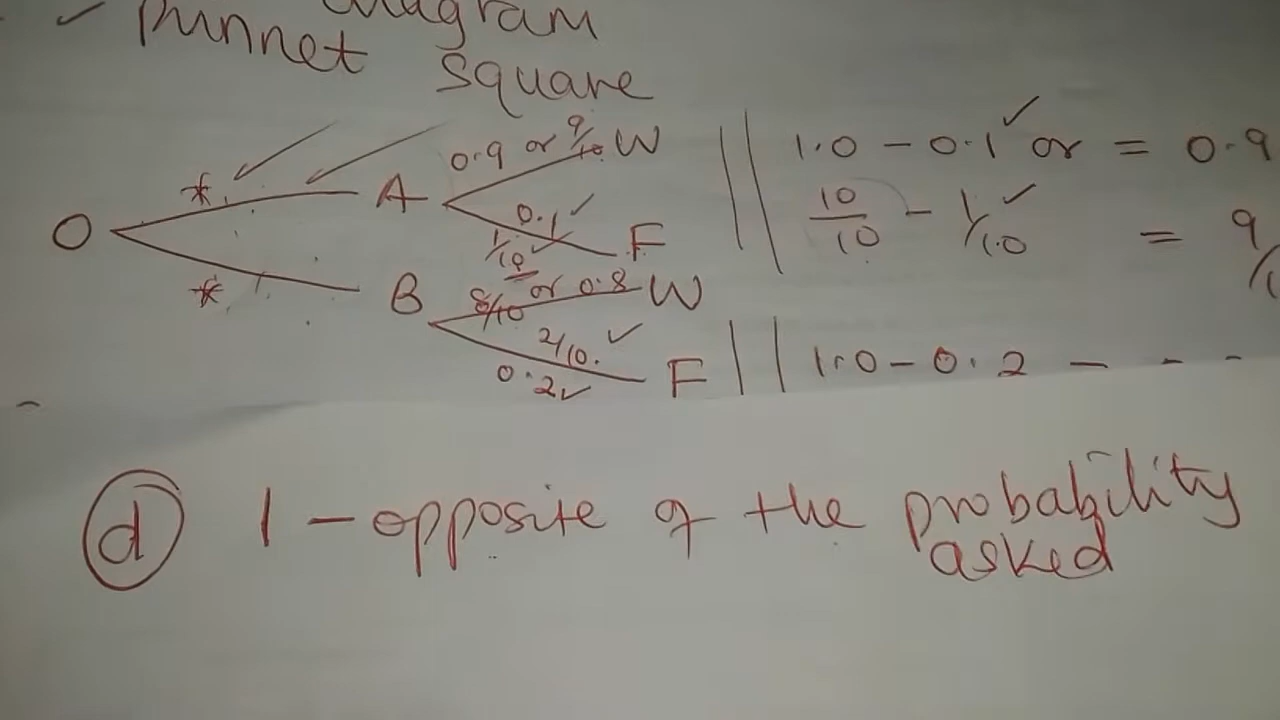 ✓ Punnet diagram
square
0.9 or 9/10 W
1.0 - 0.1 ✓ or = 0.9
* A
0.1 ✓
10/10 - 1/10 ✓ = 9/
O
1/10 ✓ F
* B
8/10 or 0.8 W
2/10. ✓
0.2 ✓ F
1.0 - 0.2 - - -
(d) 1 - opposite of the probability
asked